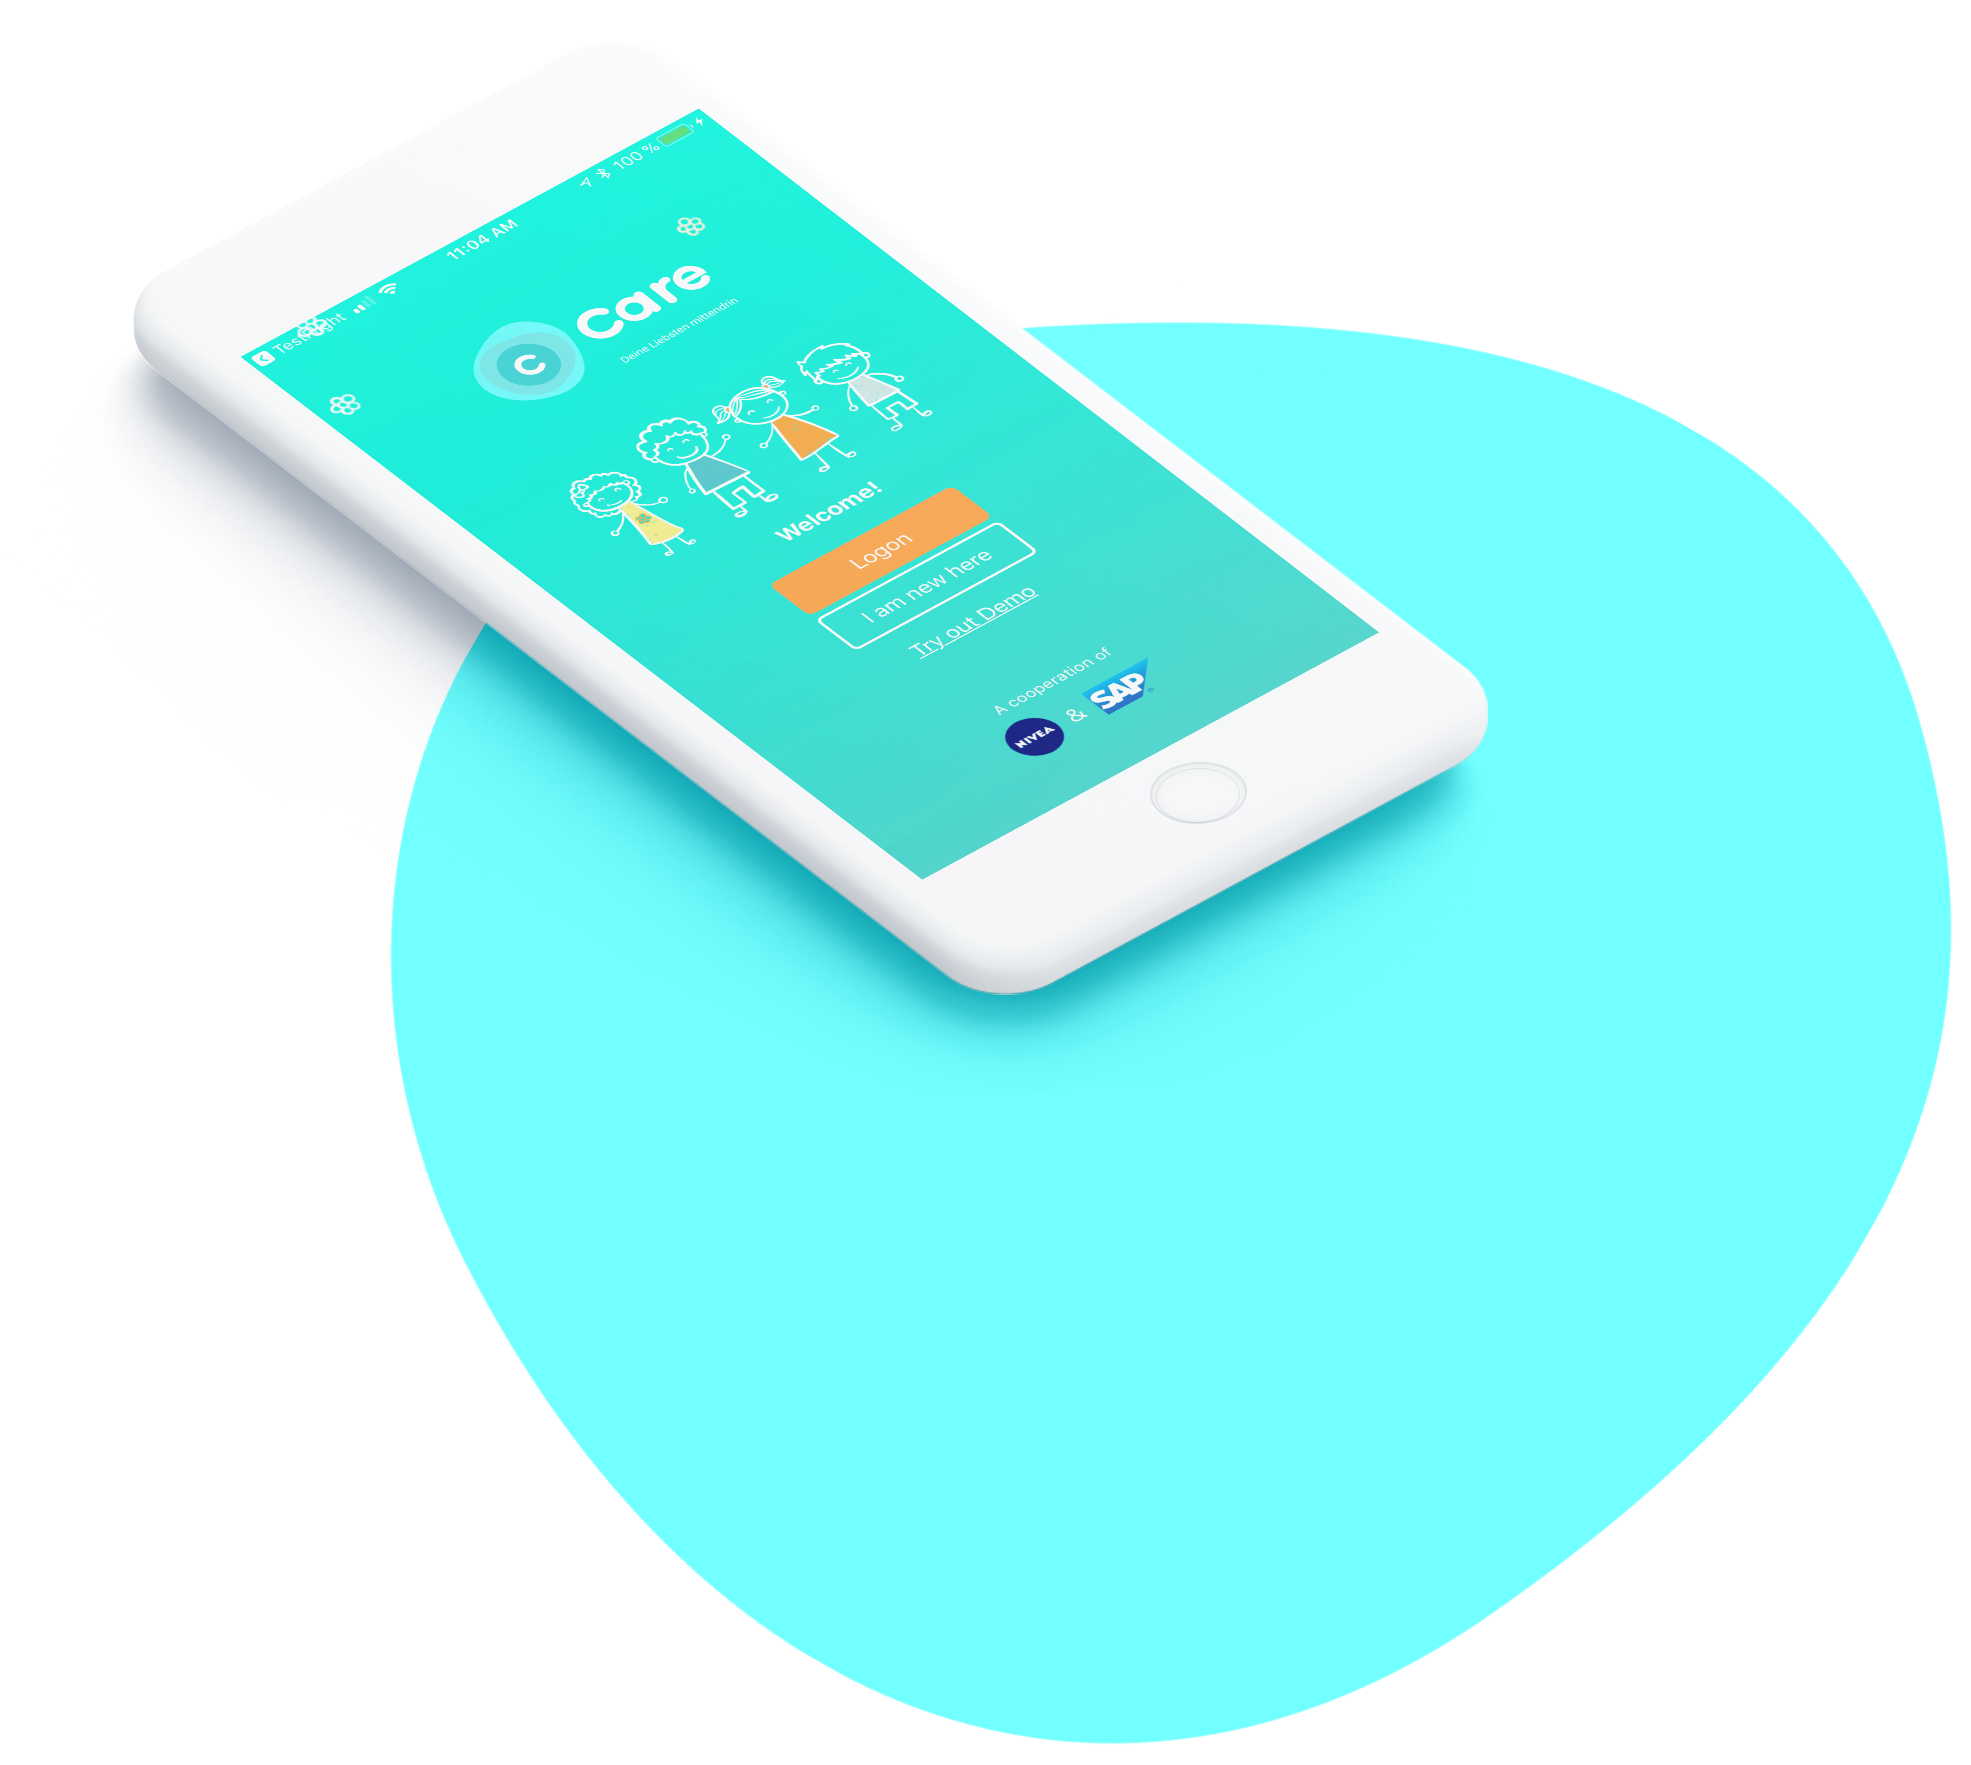 TestFlight 11:04 AM 100 %
Care
Deine Liebsten mittendrin
C
Welcome!
Logon
I am new here
Try out Demo
A cooperation of
NIVEA & SAP